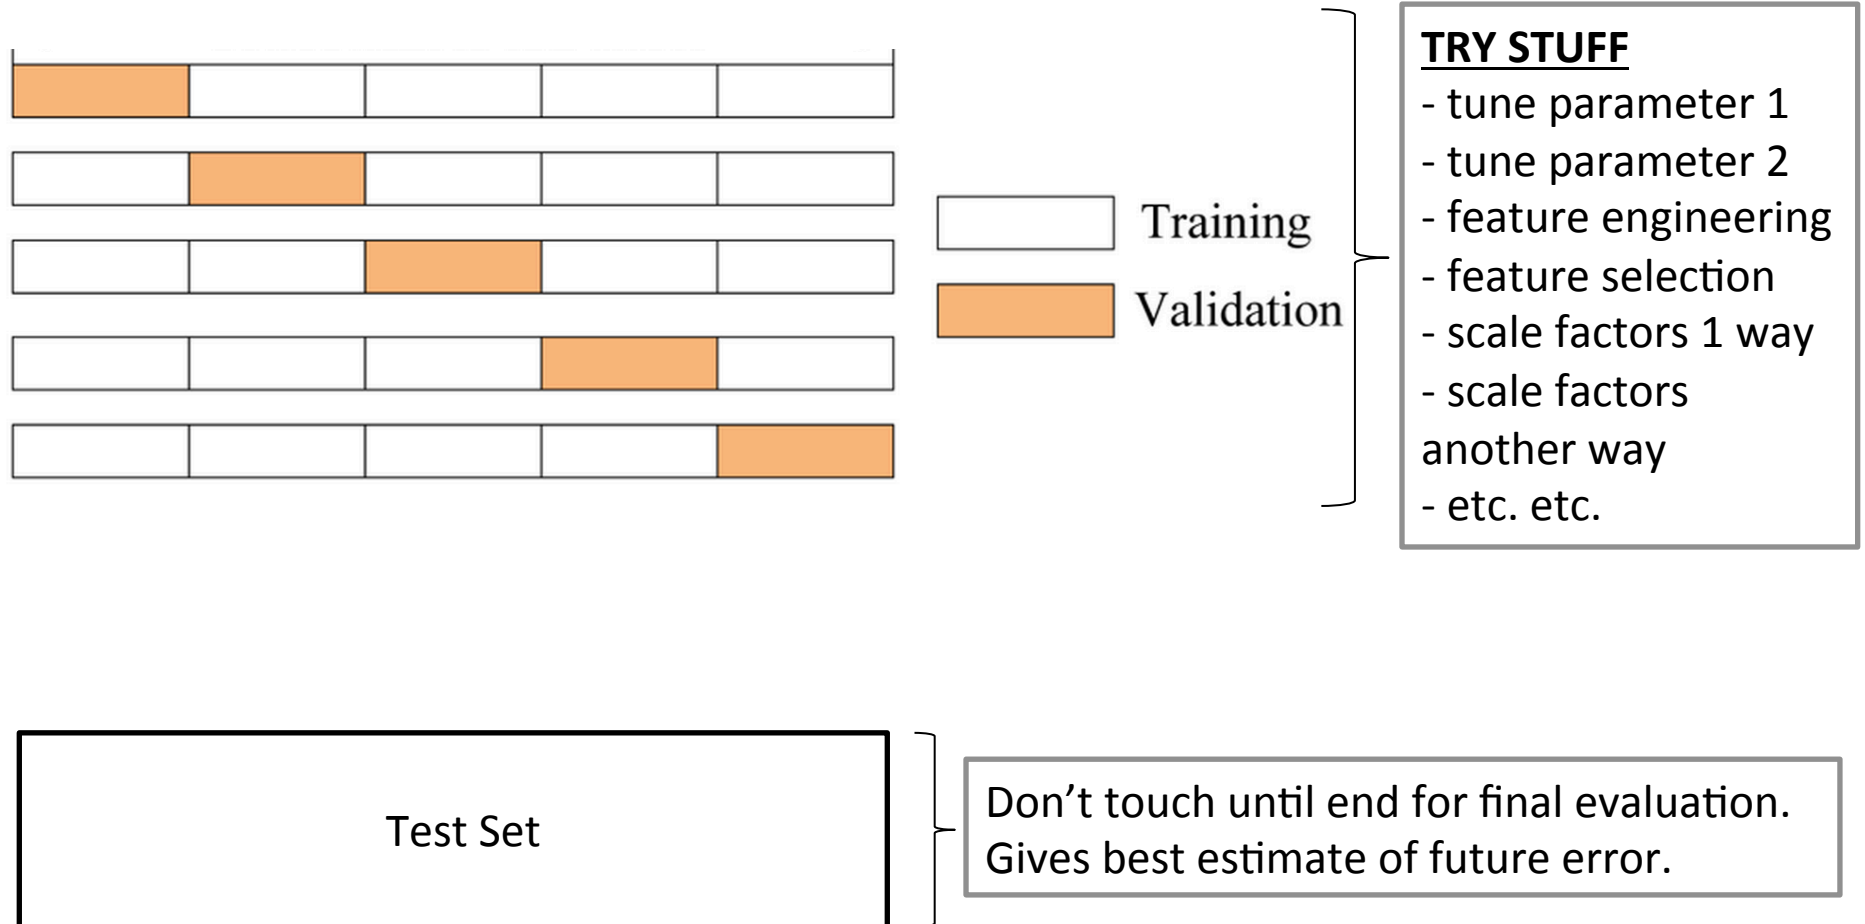 Training
Validation
TRY STUFF
- tune parameter 1
- tune parameter 2
- feature engineering
- feature selection
- scale factors 1 way
- scale factors
another way
- etc. etc.
Test Set
Don’t touch until end for final evaluation.
Gives best estimate of future error.